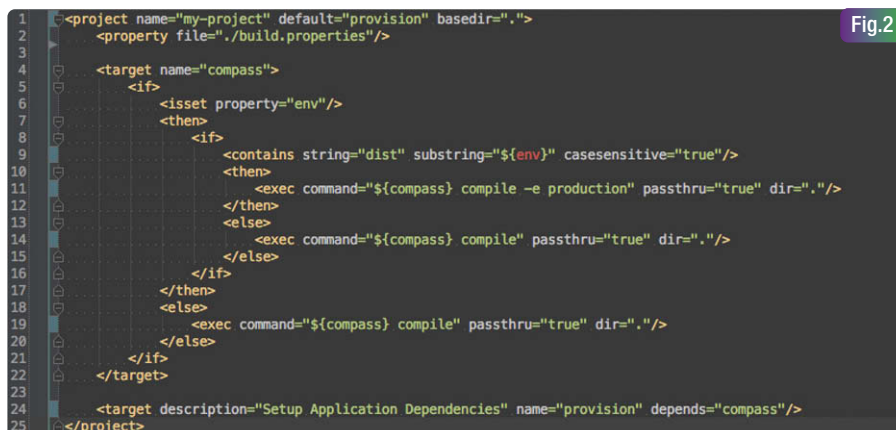 Fig.2
1 <project name="my-project" default="provision" basedir=".">
2 <property file="./build.properties"/>
3
4 <target name="compass">
5 <if>
6 <isset property="env"/>
7 <then>
8 <if>
9 <contains string="dist" substring="${env}" casesensitive="true"/>
10 <then>
11 <exec command="${compass} compile -e production" passthru="true" dir="."/>
12 </then>
13 <else>
14 <exec command="${compass} compile" passthru="true" dir="."/>
15 </else>
16 </if>
17 </then>
18 <else>
19 <exec command="${compass} compile" passthru="true" dir="."/>
20 </else>
21 </if>
22 </target>
23
24 <target description="Setup Application Dependencies" name="provision" depends="compass"/>
25 </project>